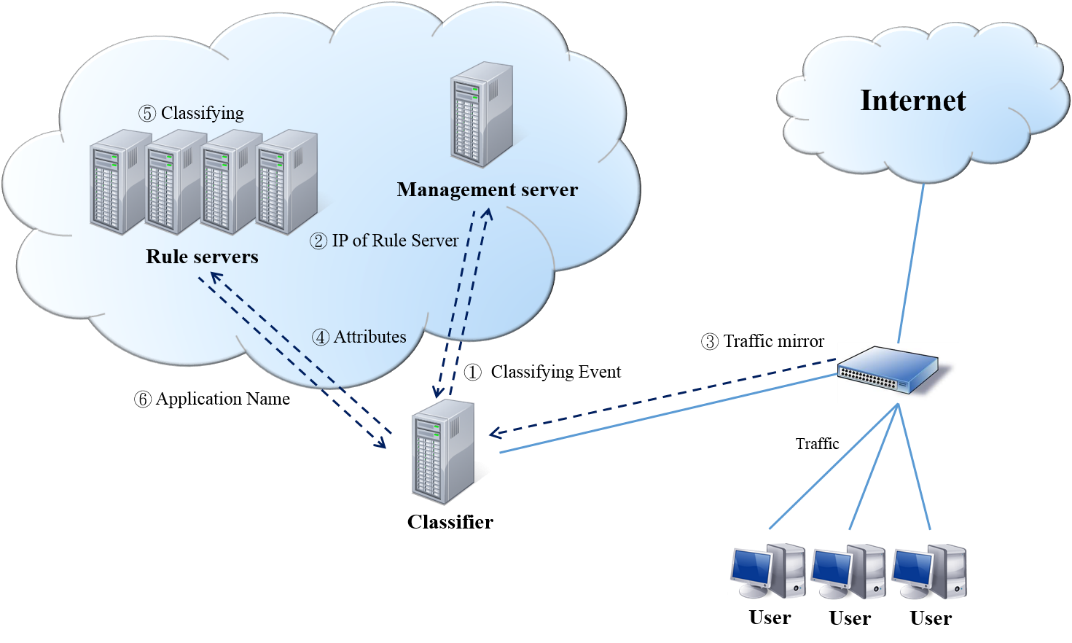 Internet
⑤ Classifying
Management server
② IP of Rule Server
Rule servers
④ Attributes
③ Traffic mirror
① Classifying Event
⑥ Application Name
Traffic
Classifier
User
User
User